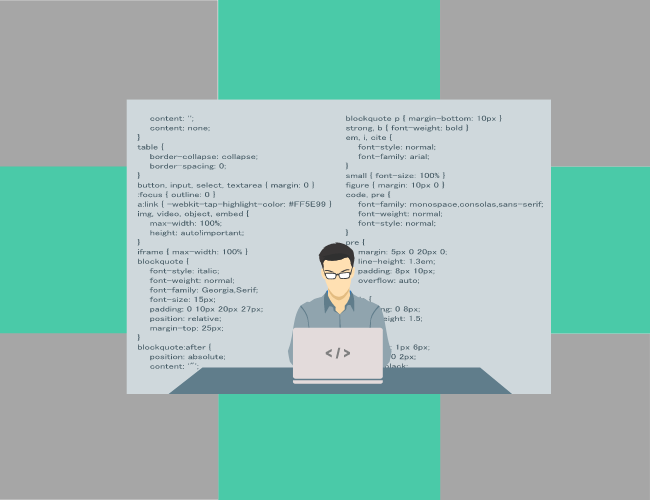 content: '';
content: none;
}
table {
border-collapse: collapse;
border-spacing: 0;
}
button, input, select, textarea { margin: 0 }
:focus { outline: 0 }
a:link { -webkit-tap-highlight-color: #FF5E99 }
img, video, object, embed {
max-width: 100%;
height: auto!important;
}
iframe { max-width: 100% }
blockquote {
font-style: italic;
font-weight: normal;
font-family: Georgia,Serif;
font-size: 15px;
padding: 0 10px 20px 27px;
position: relative;
margin-top: 25px;
}
blockquote:after {
position: absolute;
content: '"';
blockquote p { margin-bottom: 10px }
strong, b { font-weight: bold }
em, i, cite {
font-style: normal;
font-family: arial;
}
small { font-size: 100% }
figure { margin: 10px 0 }
code, pre {
font-family: monospace,consolas,sans-serif;
font-weight: normal;
font-style: normal;
}
pre {
margin: 5px 0 20px 0;
line-height: 1.3em;
padding: 8px 10px;
overflow: auto;
{
0 8px;
1.5;
1px 6px;
0 2px;
</>